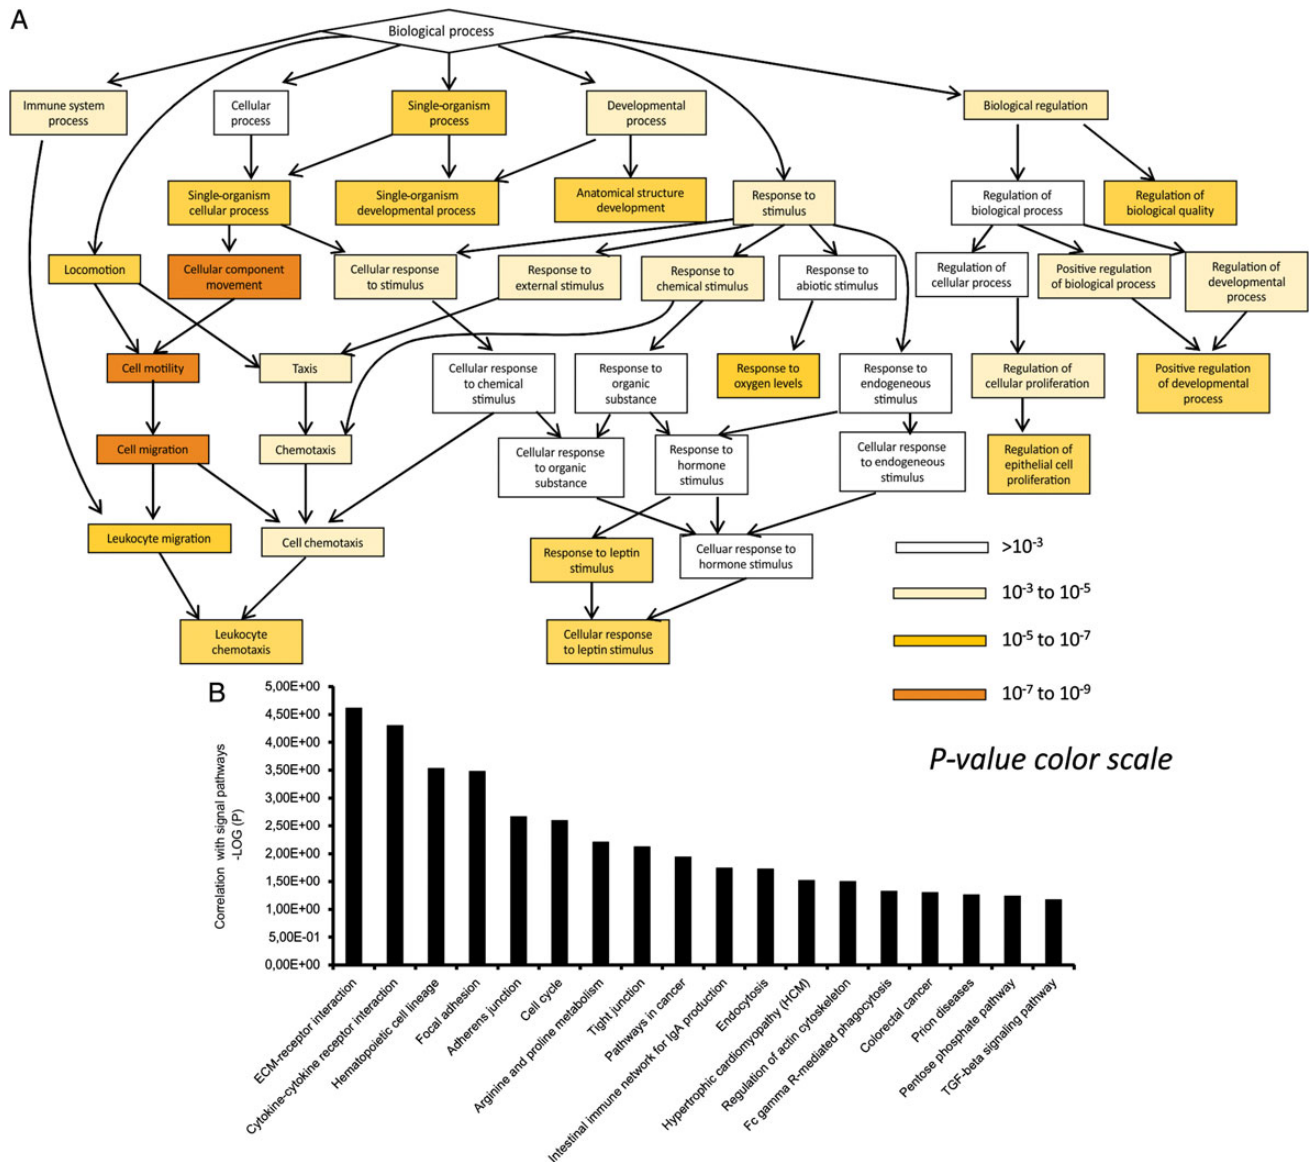 A
Biological process
Immune system
process
Cellular
process
Single-organism
process
Developmental
process
Biological regulation
Single-organism
cellular process
Single-organism
developmental process
Anatomical structure
development
Response to
stimulus
Regulation of
biological process
Regulation of
biological quality
Locomotion
Cellular component
movement
Cellular response
to stimulus
Response to
external stimulus
Response to
chemical stimulus
Response to
abiotic stimulus
Regulation of
cellular process
Positive regulation
of biological process
Regulation of
developmental
process
Cell motility
Taxis
Cellular response
to chemical
stimulus
Response to
organic
substance
Response to
oxygen levels
Response to
endogeneous
stimulus
Regulation of
cellular proliferation
Positive regulation
of developmental
process
Cell migration
Chemotaxis
Cellular response
to organic
substance
Response to
hormone
stimulus
Cellular response
to endogeneous
stimulus
Regulation of
epithelial cell
proliferation
Leukocyte migration
Cell chemotaxis
Response to leptin
stimulus
Celluar response to
hormone stimulus
Leukocyte
chemotaxis
Cellular response
to leptin stimulus
>10-3
10-3 to 10-5
10-5 to 10-7
10-7 to 10-9
P-value color scale
B
Correlation with signal pathways
-LOG (P)
5,00E+00
4,50E+00
4,00E+00
3,50E+00
3,00E+00
2,50E+00
2,00E+00
1,50E+00
1,00E+00
5,00E-01
0,00E+00
ECM-receptor interaction
Cytokine-cytokine receptor interaction
Hematopoietic cell lineage
Focal adhesion
Adherens junction
Cell cycle
Arginine and proline metabolism
Tight junction
Pathways in cancer
Intestinal immune network for IgA production
Endocytosis
Hypertrophic cardiomyopathy (HCM)
Regulation of actin cytoskeleton
Fc gamma R-mediated phagocytosis
Colorectal cancer
Prion diseases
Pentose phosphate pathway
TGF-beta signaling pathway